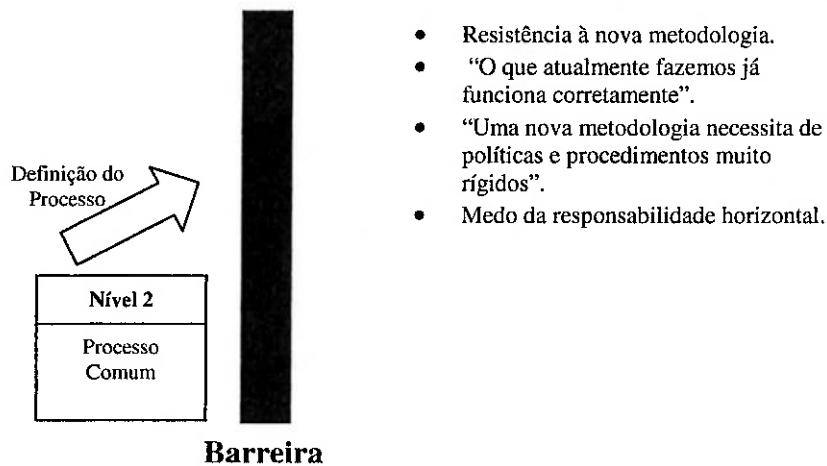 Definição do
Processo
Nível 2
Processo
Comum
Barreira
• Resistência à nova metodologia.
• “O que atualmente fazemos já
funciona corretamente”.
• “Uma nova metodologia necessita de
políticas e procedimentos muito
rígidos”.
• Medo da responsabilidade horizontal.